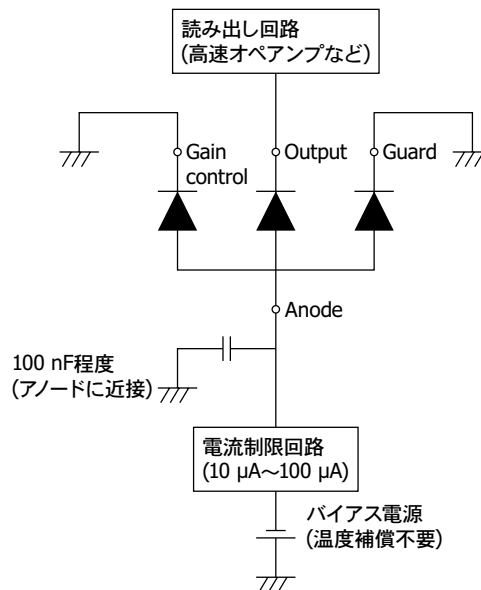 読み出し回路
(高速オペアンプなど)
Gain
control
Output
Guard
Anode
100 nF程度
(アノードに近接)
電流制限回路
(10 μA～100 μA)
バイアス電源
(温度補償不要)